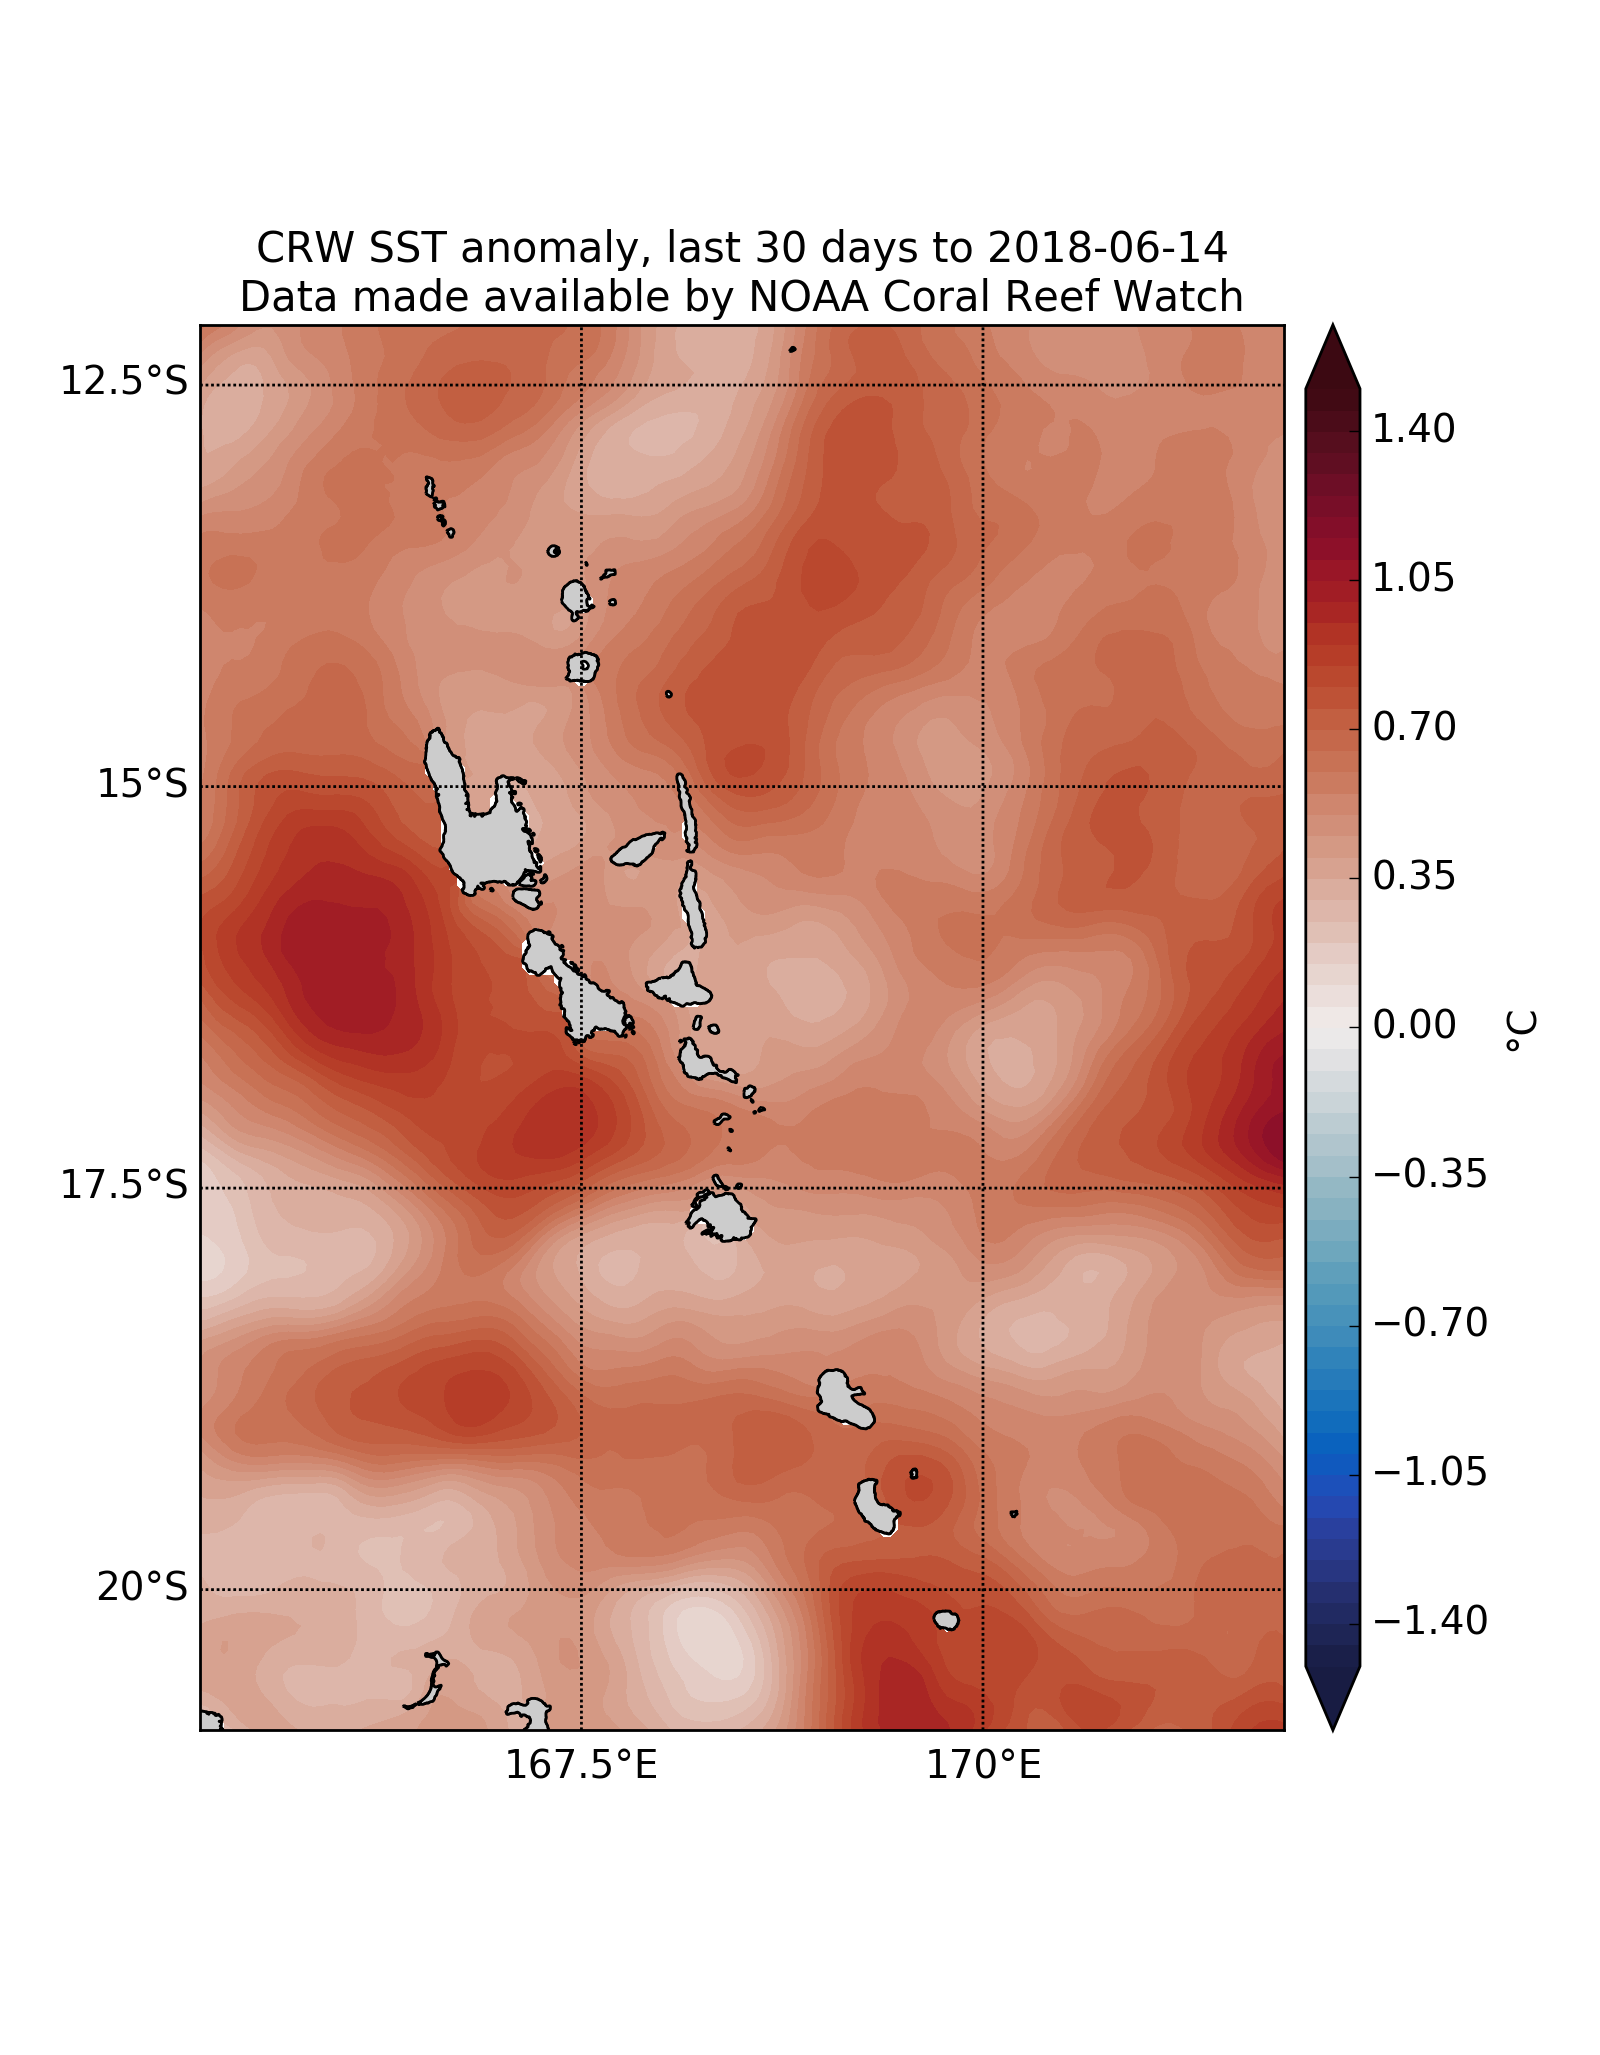 CRW SST anomaly, last 30 days to 2018-06-14
Data made available by NOAA Coral Reef Watch
12.5°S
15°S
17.5°S
20°S
167.5°E
170°E
1.40
1.05
0.70
0.35
0.00
−0.35
−0.70
−1.05
−1.40
°C